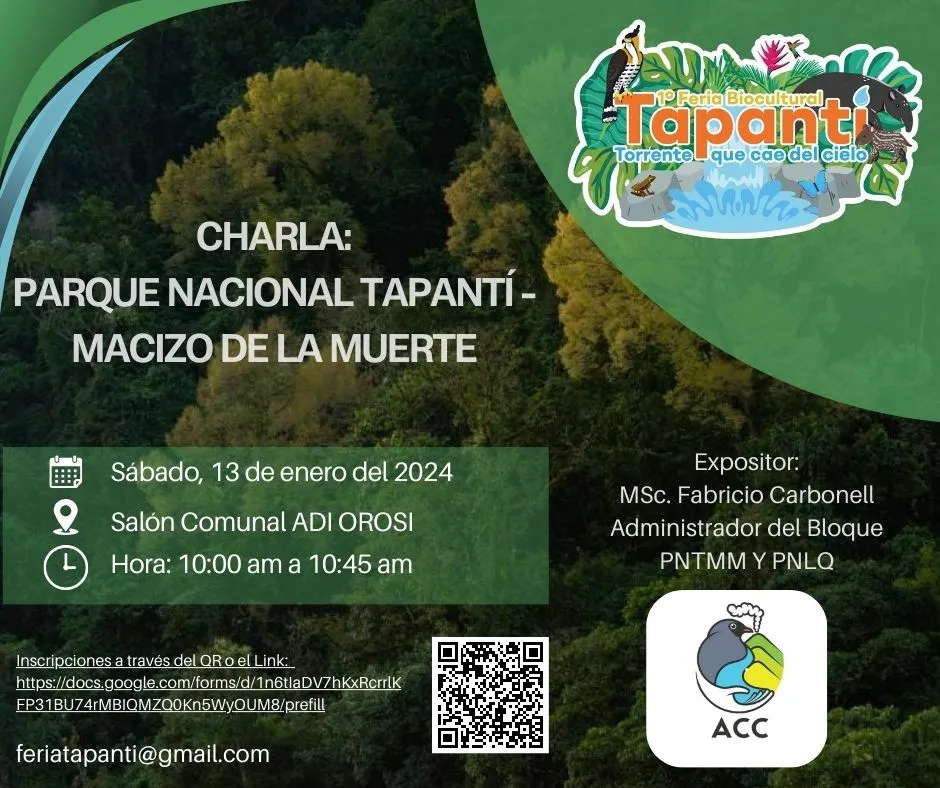 1º Feria Biocultural
Tapantí
Torrente que cae del cielo
CHARLA:
PARQUE NACIONAL TAPANTÍ –
MACIZO DE LA MUERTE
Sábado, 13 de enero del 2024
Salón Comunal ADI OROSI
Hora: 10:00 am a 10:45 am
Expositor:
MSc. Fabricio Carbonell
Administrador del Bloque
PNTMM Y PNLQ
Inscripciones a través del QR o el Link:
https://docs.google.com/forms/d/1n6tIaDV7hKxRcrrlK
FP31BU74rMBIQMZQ0Kn5WyOUM8/prefill
feriatapanti@gmail.com
ACC